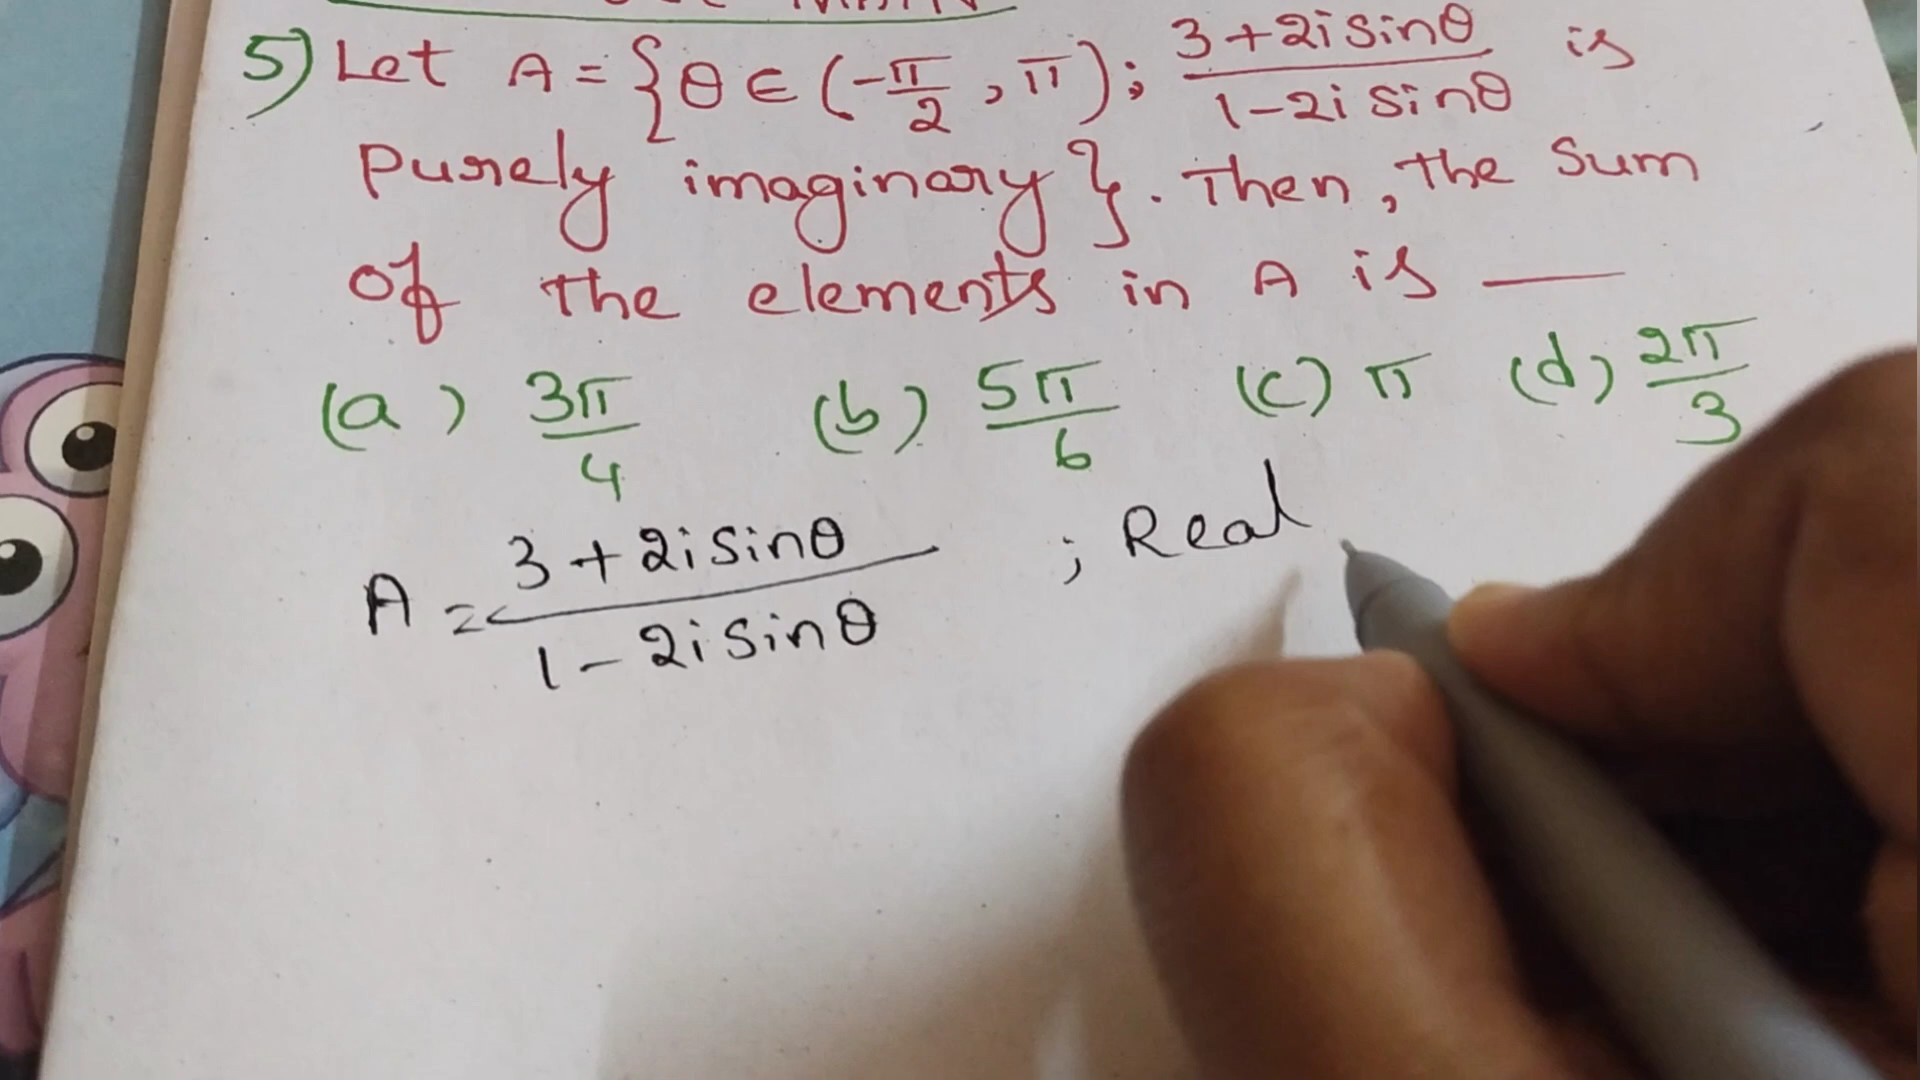 5) Let A = {θ ∈ (-π/2, π); (3+2i sinθ)/(1-2i sinθ) is
Purely imaginary}. Then, the sum
of the elements in A is ___
(a) 3π/4 (b) 5π/6 (c) π (d) 2π/3
A = (3+2i sinθ)/(1-2i sinθ) ; Real